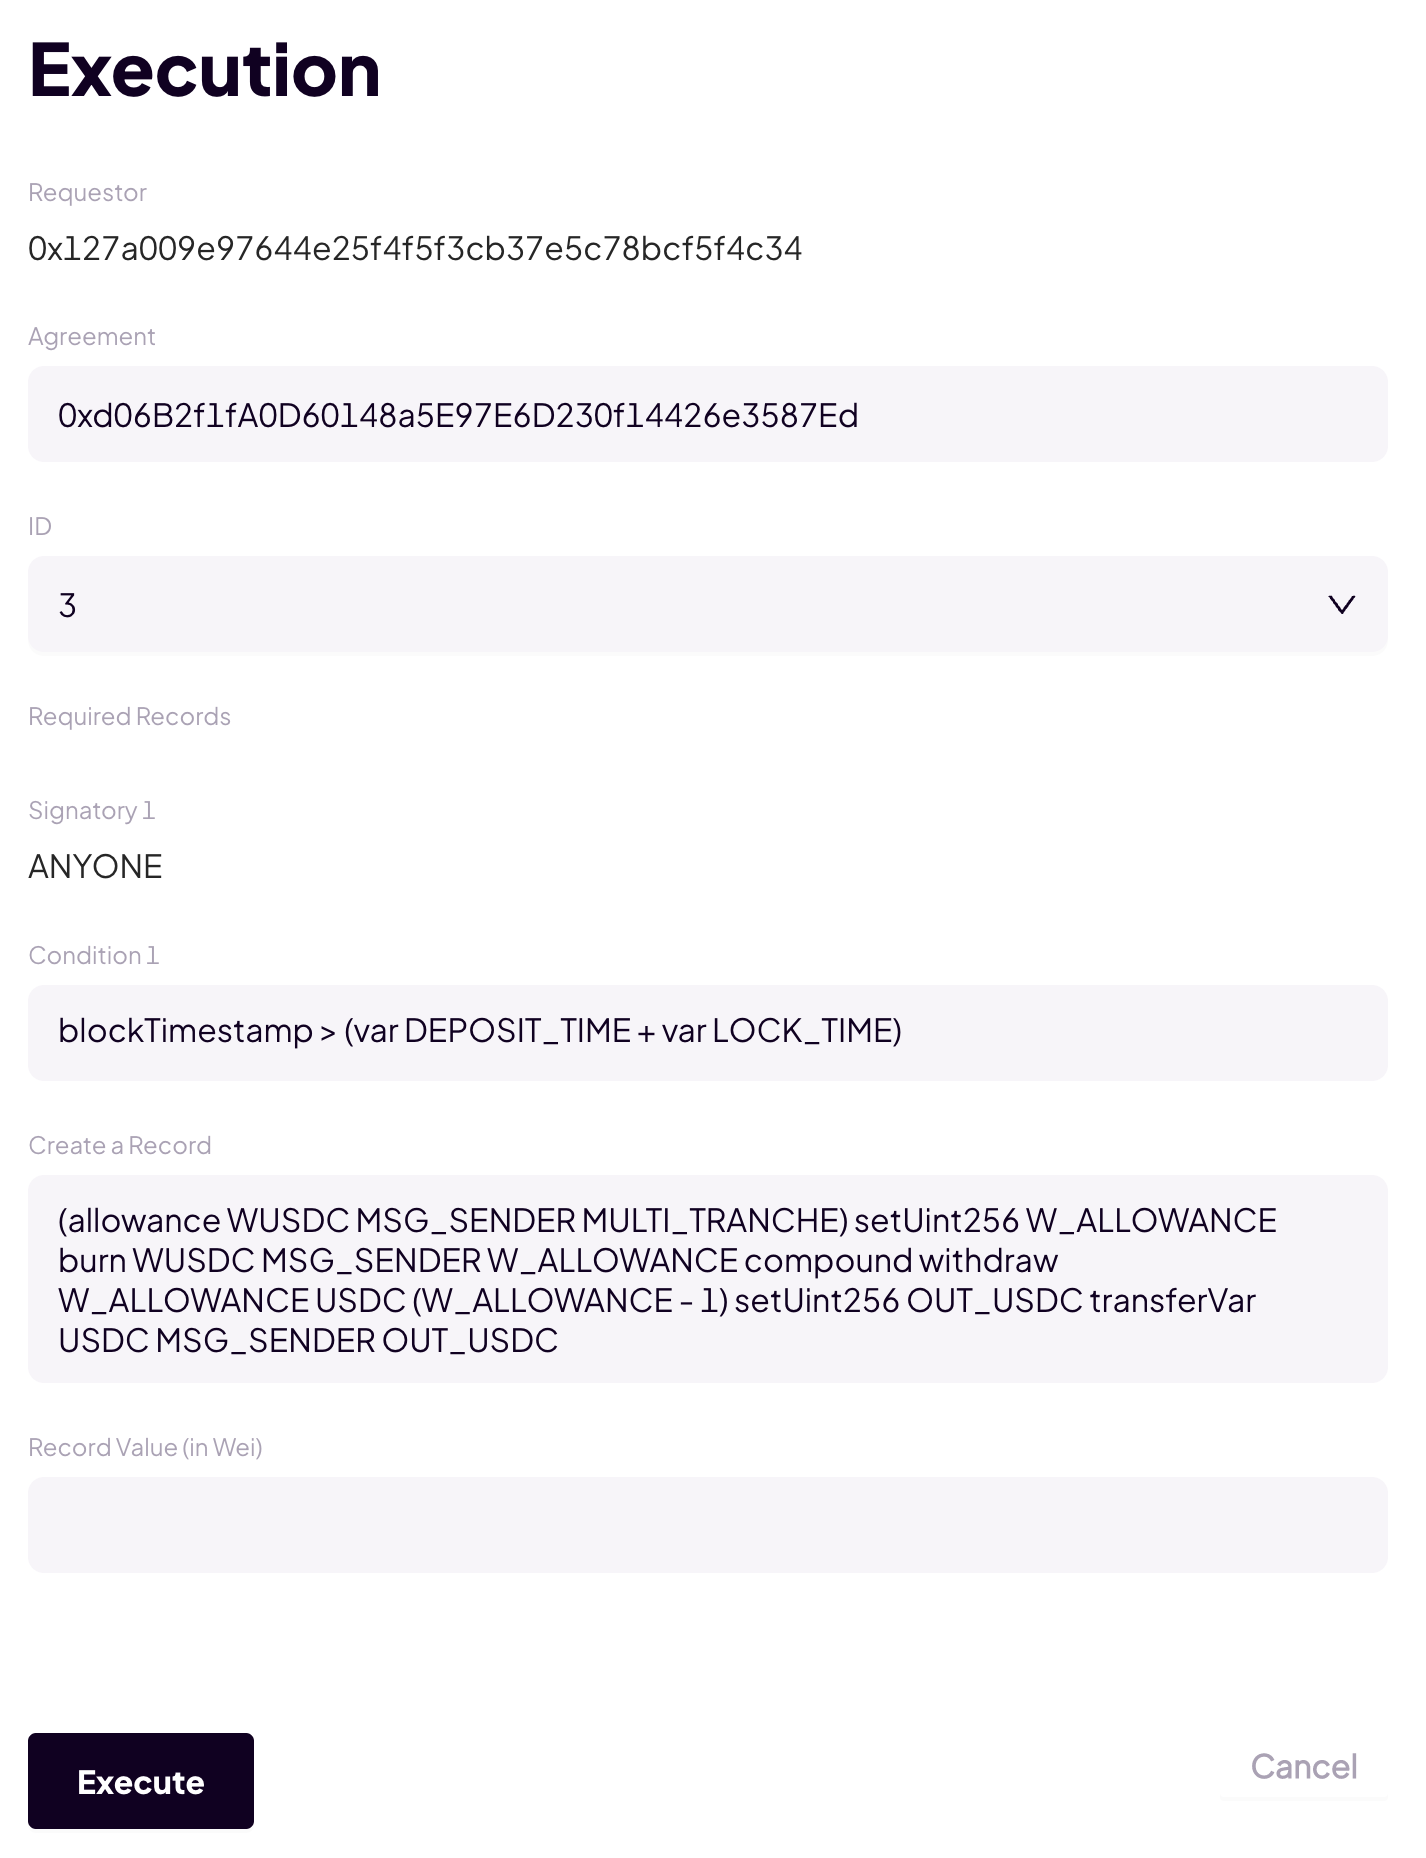 Execution
Requestor
0x127a009e97644e25f4f5f3cb37e5c78bcf5f4c34
Agreement
0xd06B2f1fA0D60148a5E97E6D230f14426e3587Ed
ID
3
Required Records
Signatory 1
ANYONE
Condition 1
blockTimestamp > (var DEPOSIT_TIME + var LOCK_TIME)
Create a Record
(allowance WUSDC MSG_SENDER MULTI_TRANCHE) setUint256 W_ALLOWANCE
burn WUSDC MSG_SENDER W_ALLOWANCE compound withdraw
W_ALLOWANCE USDC (W_ALLOWANCE - 1) setUint256 OUT_USDC transferVar
USDC MSG_SENDER OUT_USDC
Record Value (in Wei)
Execute
Cancel